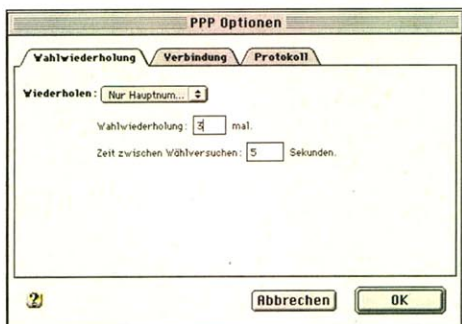 PPP Optionen
Wahlwiederholung Verbindung Protokoll
Wiederholen: Nur Hauptnum...
Wahlwiederholung: 3 mal.
Zeit zwischen Wählversuchen: 5 Sekunden.
?
Abbrechen OK